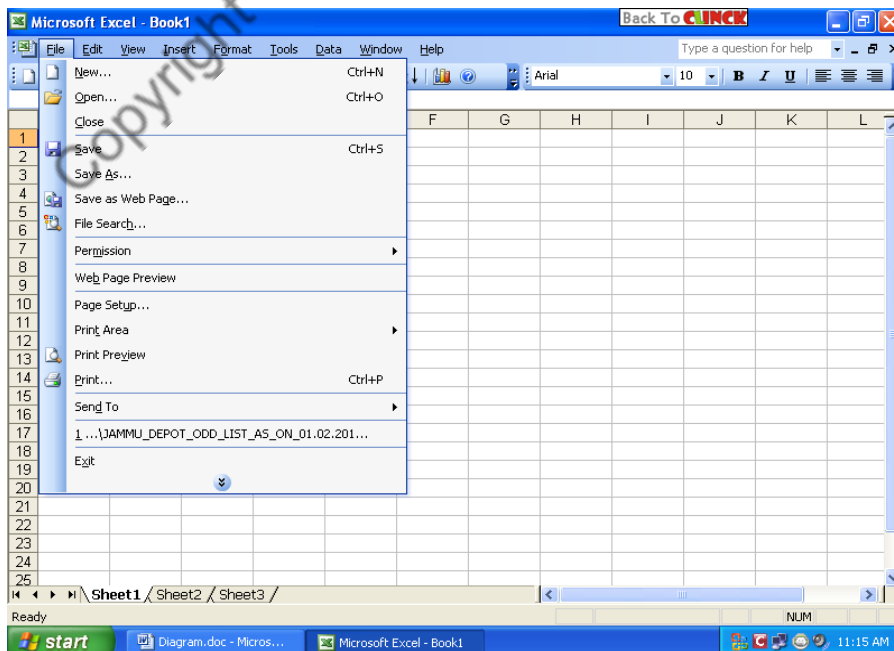 Microsoft Excel - Book1
Back To CLINCK
File Edit View Insert Format Tools Data Window Help
Type a question for help
Arial 10 B I U
New... Ctrl+N
Open... Ctrl+O
Close
Save Ctrl+S
Save As...
Save as Web Page...
File Search...
Permission
Web Page Preview
Page Setup...
Print Area
Print Preview
Print... Ctrl+P
Send To
1 ...\JAMMU_DEPOT_ODD_LIST_AS_ON_01.02.201...
Exit
Copyright
F G H I J K L
1
2
3
4
5
6
7
8
9
10
11
12
13
14
15
16
17
18
19
20
21
22
23
24
25
Sheet1 Sheet2 Sheet3
Ready NUM
start Diagram.doc - Micros... Microsoft Excel - Book1 11:15 AM